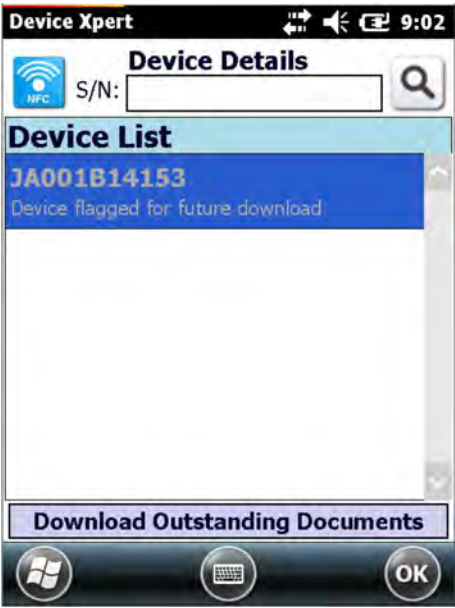 Device Xpert 9:02
Device Details
NFC S/N:
Device List
JA001B14153
Device flagged for future download
Download Outstanding Documents
OK